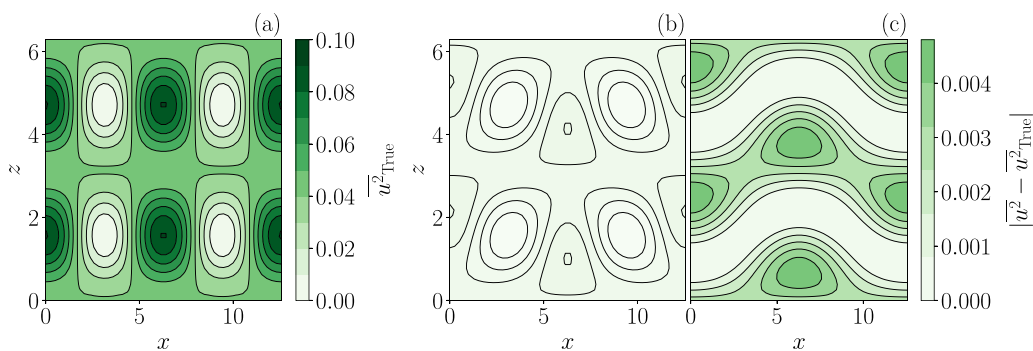 (a)
6
4
2
0
z
0
5
10
x
0.10
0.08
0.06
0.04
0.02
0.00
$\overline{u^2}_{\mathrm{True}}$
(b)
6
4
2
0
z
0
5
10
x
(c)
0
5
10
x
0.004
0.003
0.002
0.001
0.000
$|\overline{u^2} - \overline{u^2}_{\mathrm{True}}|$